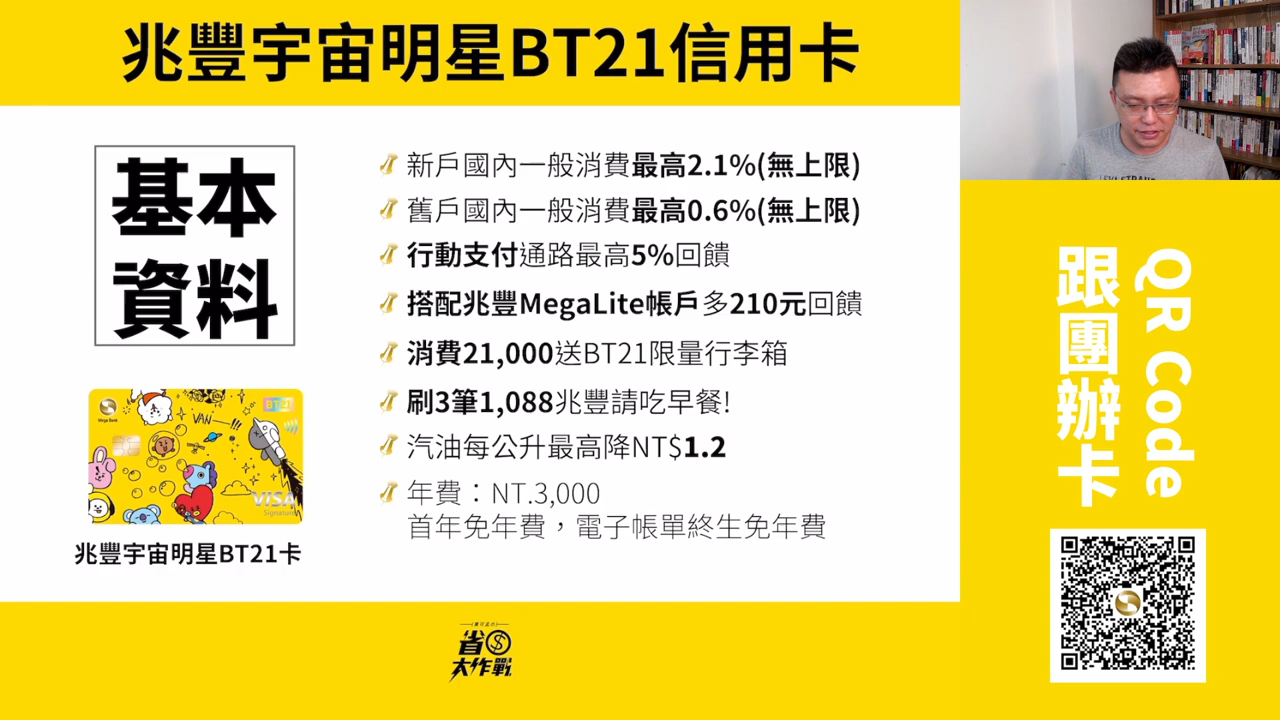 兆豐宇宙明星BT21信用卡
基本
資料
新戶國內一般消費最高2.1%(無上限)
舊戶國內一般消費最高0.6%(無上限)
行動支付通路最高5%回饋
搭配兆豐MegaLite帳戶多210元回饋
消費21,000送BT21限量行李箱
刷3筆1,088兆豐請吃早餐!
汽油每公升最高降NT$1.2
年費：NT.3,000
首年免年費，電子帳單終生免年費
Mega Bank
BT21
VAN
VISA
Signature
兆豐宇宙明星BT21卡
QR Code
跟團辦卡
省
大作戰